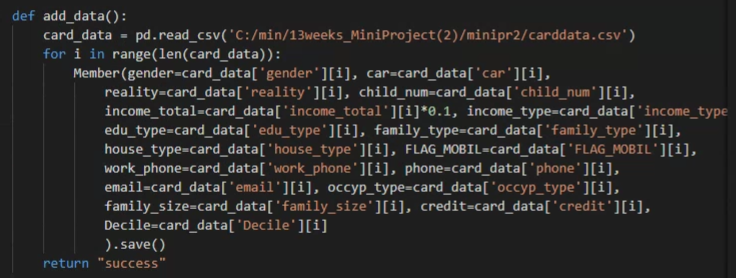 def add_data():
card_data = pd.read_csv('C:/min/13weeks_MiniProject(2)/minipr2/carddata.csv')
for i in range(len(card_data)):
Member(gender=card_data['gender'][i], car=card_data['car'][i],
reality=card_data['reality'][i], child_num=card_data['child_num'][i],
income_total=card_data['income_total'][i]*0.1, income_type=card_data['income_type
edu_type=card_data['edu_type'][i], family_type=card_data['family_type'][i],
house_type=card_data['house_type'][i], FLAG_MOBIL=card_data['FLAG_MOBIL'][i],
work_phone=card_data['work_phone'][i], phone=card_data['phone'][i],
email=card_data['email'][i], occyp_type=card_data['occyp_type'][i],
family_size=card_data['family_size'][i], credit=card_data['credit'][i],
Decile=card_data['Decile'][i]
).save()
return "success"